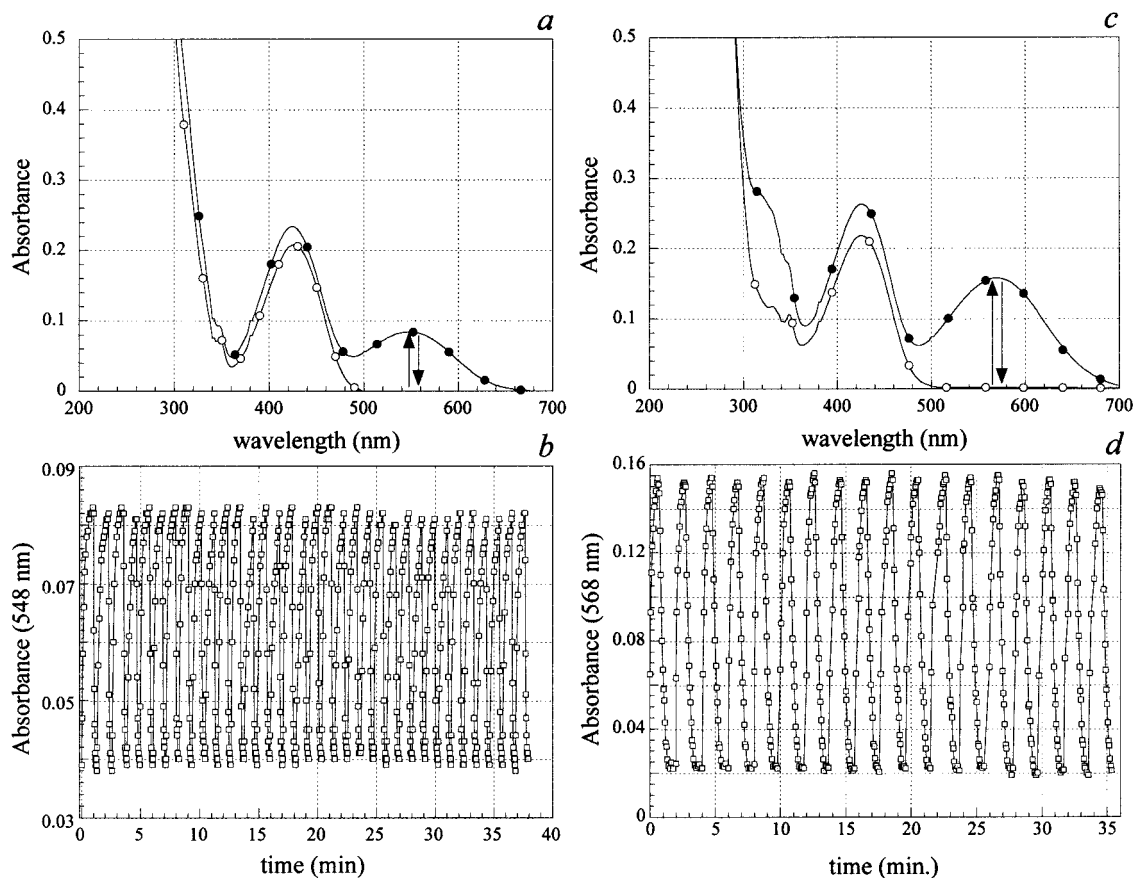 a
0.5
0.4
0.3
0.2
0.1
0
Absorbance
200 300 400 500 600 700
wavelength (nm)
c
0.5
0.4
0.3
0.2
0.1
0
Absorbance
200 300 400 500 600 700
wavelength (nm)
b
0.09
0.07
0.05
0.03
Absorbance (548 nm)
0 5 10 15 20 25 30 35 40
time (min)
d
0.16
0.12
0.08
0.04
0
Absorbance (568 nm)
0 5 10 15 20 25 30 35
time (min.)